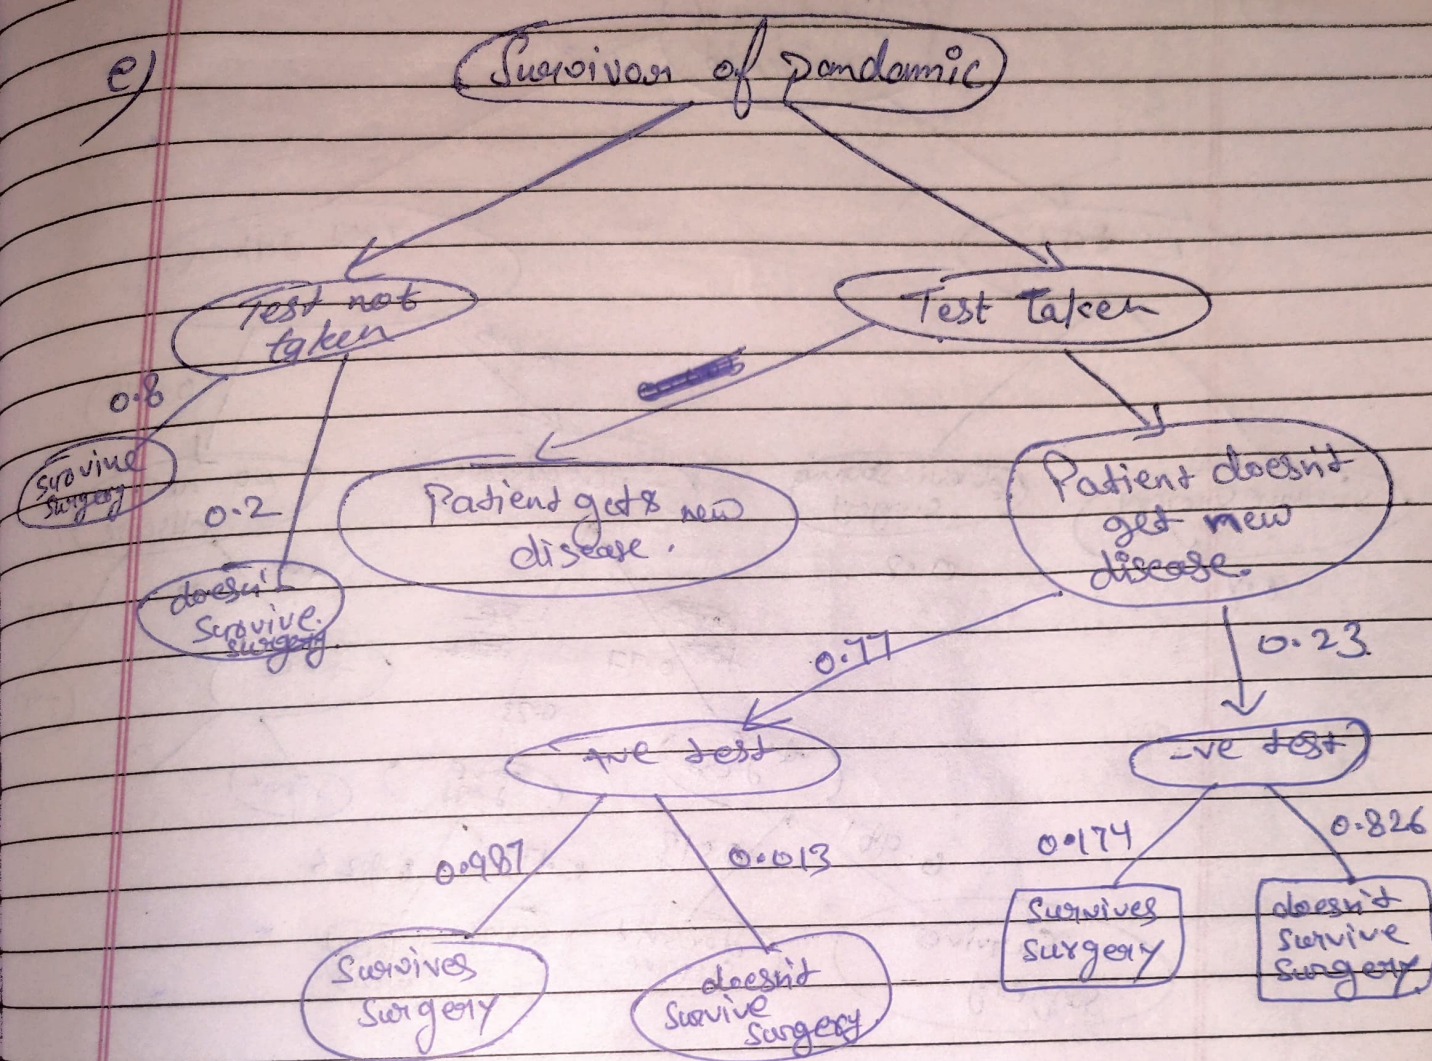 e)
Survivor of pandamic
Test not
taken
Test Taken
0.8
0.2
survive
surgery
doesn't
survive.
surgery.
Patient gets new
disease.
Patient doesn't
get new
disease.
0.77
0.23
+ve test
-ve test
0.987
0.013
0.174
0.826
Survives
surgery
doesn't
survive
surgery.
Survives
surgery
doesn't
survive
surgery